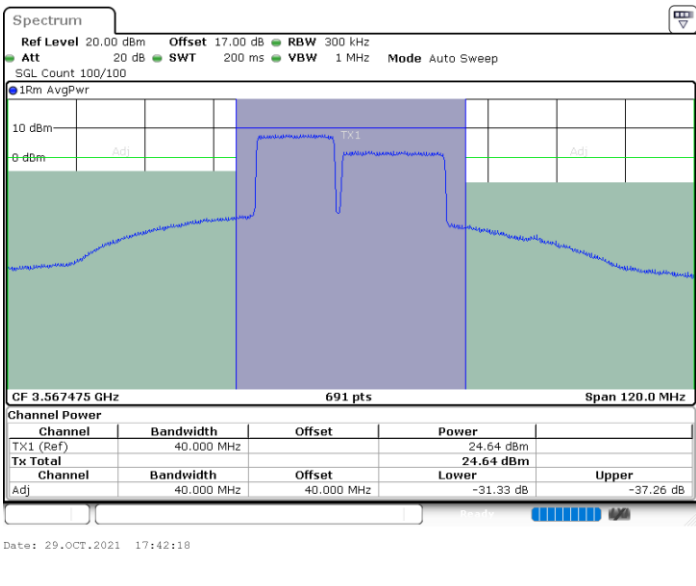 Spectrum
Ref Level 20.00 dBm Offset 17.00 dB RBW 300 kHz
Att 20 dB SWT 200 ms VBW 1 MHz Mode Auto Sweep
SGL Count 100/100
1Rm AvgPwr
10 dBm
TX1
0 dBm
Adj Adj
CF 3.567475 GHz 691 pts Span 120.0 MHz
Channel Power
Channel Bandwidth Offset Power
TX1 (Ref) 40.000 MHz 24.64 dBm
Tx Total 24.64 dBm
Channel Bandwidth Offset Lower Upper
Adj 40.000 MHz 40.000 MHz -31.33 dB -37.26 dB
Ready
Date: 29.OCT.2021 17:42:18